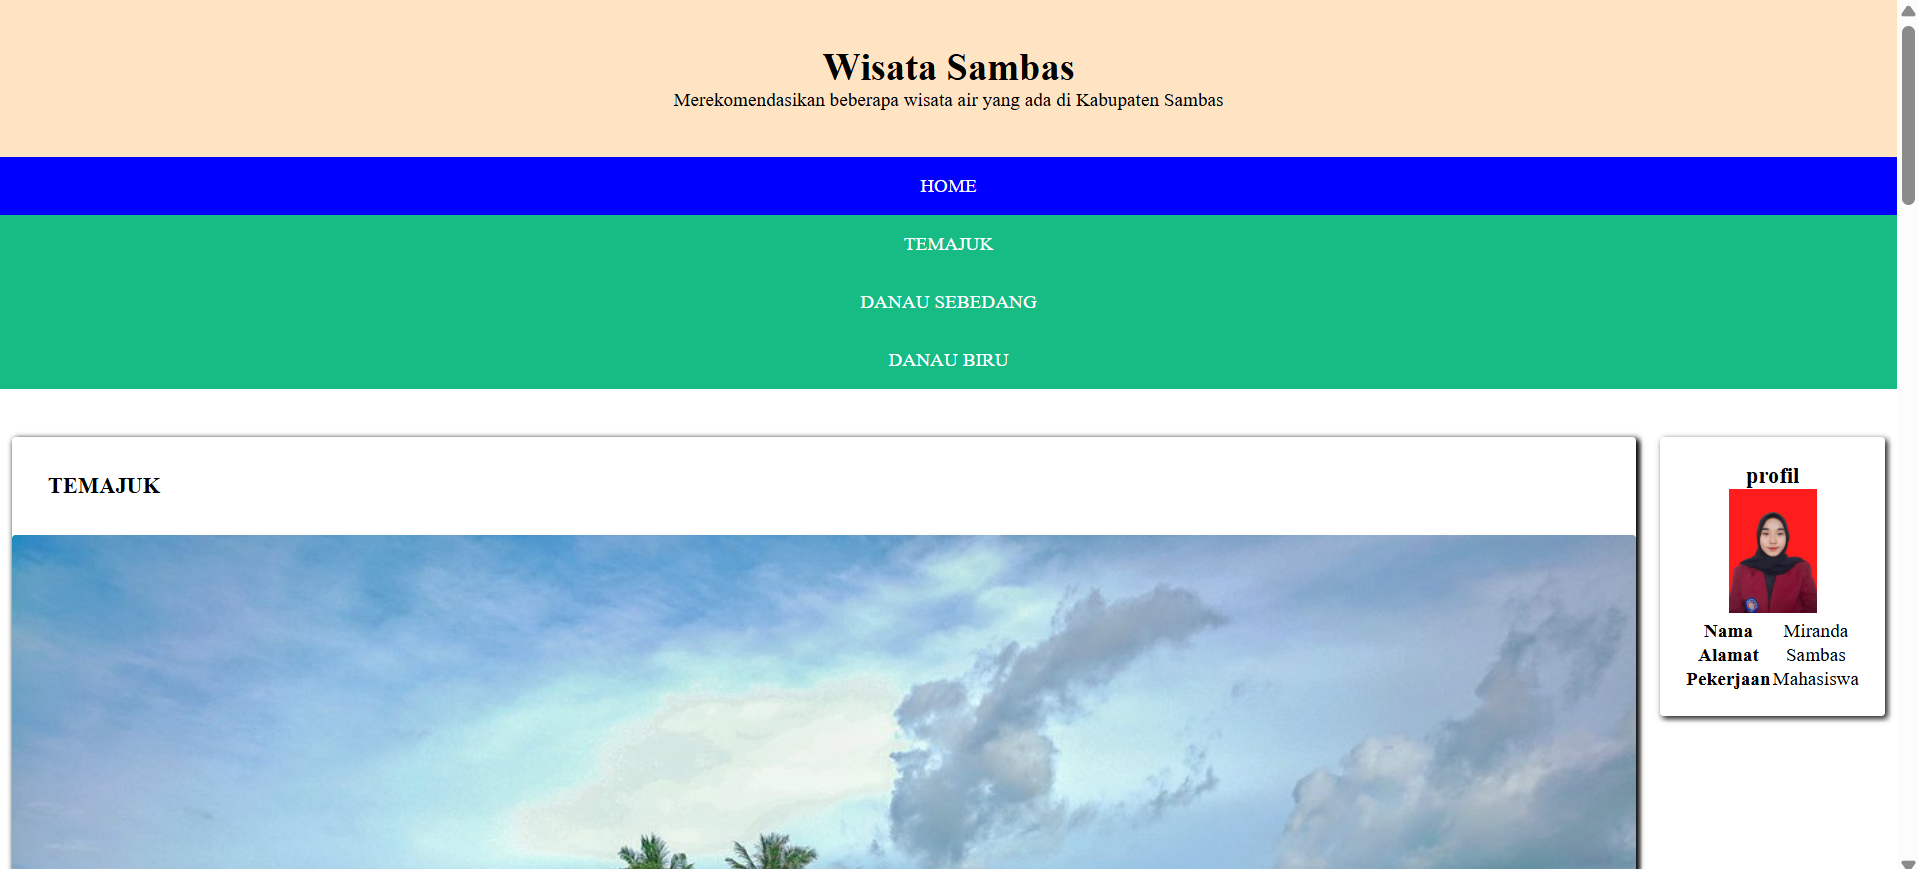 Wisata Sambas
Merekomendasikan beberapa wisata air yang ada di Kabupaten Sambas
HOME
TEMAJUK
DANAU SEBEDANG
DANAU BIRU
TEMAJUK
profil
Nama Miranda
Alamat Sambas
Pekerjaan Mahasiswa